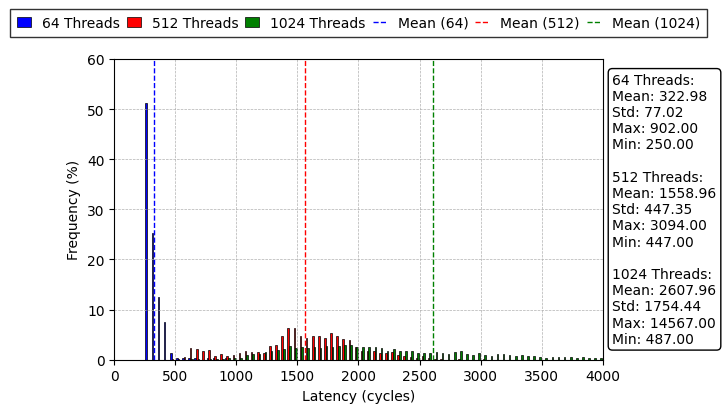 64 Threads 512 Threads 1024 Threads Mean (64) Mean (512) Mean (1024)
60
50
40
30
20
10
0
Frequency (%)
0 500 1000 1500 2000 2500 3000 3500 4000
Latency (cycles)
64 Threads:
Mean: 322.98
Std: 77.02
Max: 902.00
Min: 250.00
512 Threads:
Mean: 1558.96
Std: 447.35
Max: 3094.00
Min: 447.00
1024 Threads:
Mean: 2607.96
Std: 1754.44
Max: 14567.00
Min: 487.00